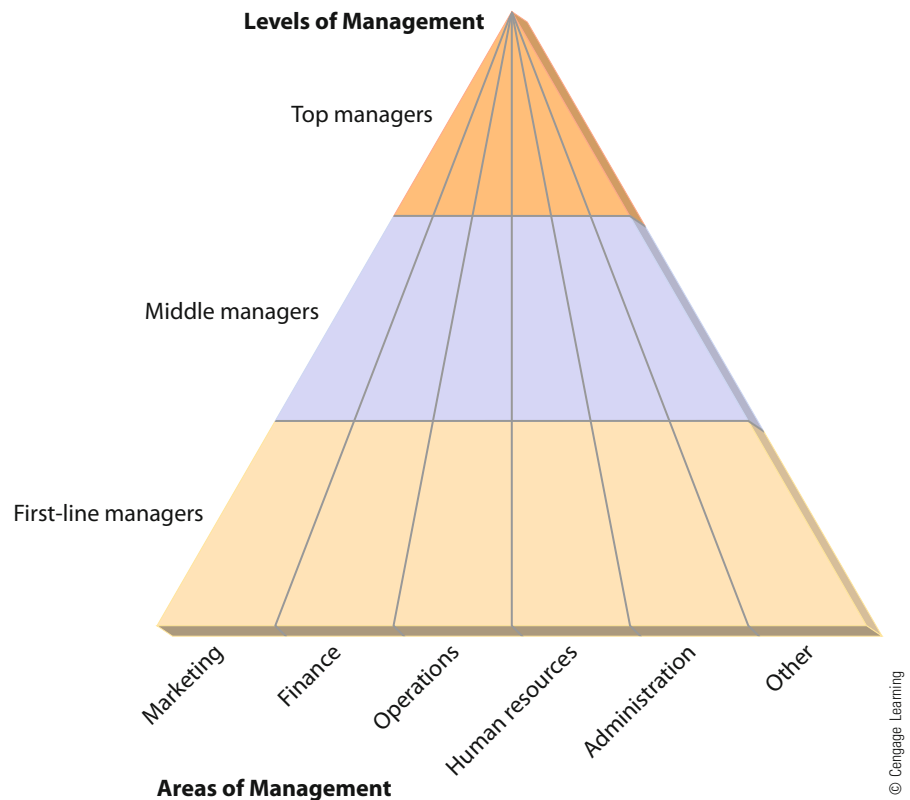 Levels of Management
Top managers
Middle managers
First-line managers
Marketing
Finance
Operations
Human resources
Administration
Other
Areas of Management
© Cengage Learning